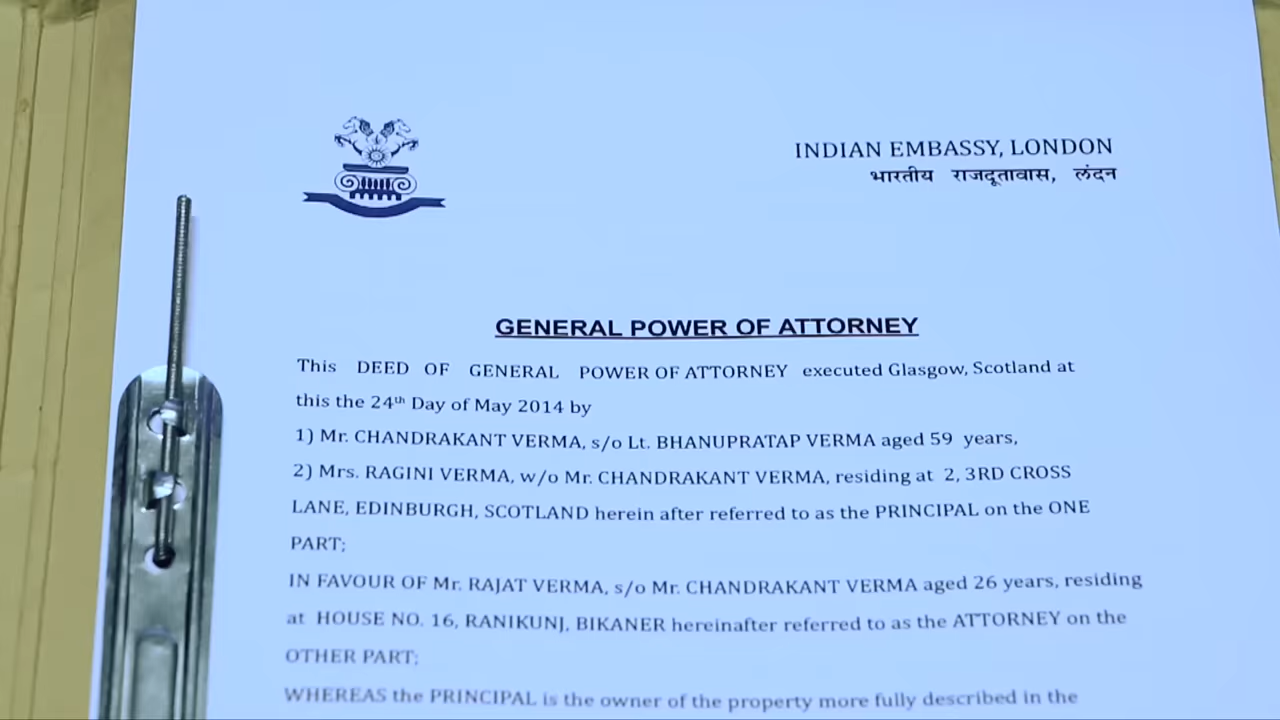 INDIAN EMBASSY, LONDON
भारतीय राजदूतावास, लंदन
GENERAL POWER OF ATTORNEY
This DEED OF GENERAL POWER OF ATTORNEY executed Glasgow, Scotland at
this the 24th Day of May 2014 by
1) Mr. CHANDRAKANT VERMA, s/o Lt. BHANUPRATAP VERMA aged 59 years,
2) Mrs. RAGINI VERMA, w/o Mr. CHANDRAKANT VERMA, residing at 2, 3RD CROSS
LANE, EDINBURGH, SCOTLAND herein after referred to as the PRINCIPAL on the ONE
PART;
IN FAVOUR OF Mr. RAJAT VERMA, s/o Mr. CHANDRAKANT VERMA aged 26 years, residing
at HOUSE NO. 16, RANIKUNJ, BIKANER hereinafter referred to as the ATTORNEY on the
OTHER PART;
WHEREAS the PRINCIPAL is the owner of the property more fully described in the